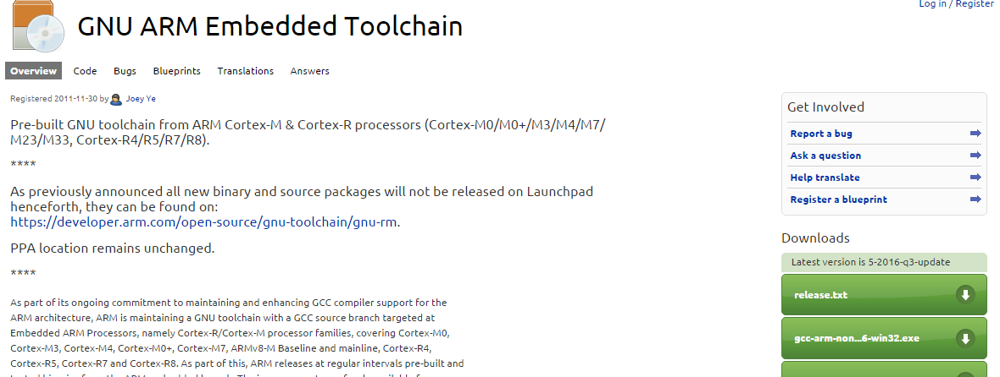 Log in / Register
GNU ARM Embedded Toolchain
Overview Code Bugs Blueprints Translations Answers
Registered 2011-11-30 by Joey Ye
Pre-built GNU toolchain from ARM Cortex-M & Cortex-R processors (Cortex-M0/M0+/M3/M4/M7/
M23/M33, Cortex-R4/R5/R7/R8).
****
As previously announced all new binary and source packages will not be released on Launchpad
henceforth, they can be found on:
https://developer.arm.com/open-source/gnu-toolchain/gnu-rm.
PPA location remains unchanged.
****
As part of its ongoing commitment to maintaining and enhancing GCC compiler support for the
ARM architecture, ARM is maintaining a GNU toolchain with a GCC source branch targeted at
Embedded ARM Processors, namely Cortex-R/Cortex-M processor families, covering Cortex-M0,
Cortex-M3, Cortex-M4, Cortex-M0+, Cortex-M7, ARMv8-M Baseline and mainline, Cortex-R4,
Cortex-R5, Cortex-R7 and Cortex-R8. As part of this, ARM releases at regular intervals pre-built and
Get Involved
Report a bug
Ask a question
Help translate
Register a blueprint
Downloads
Latest version is 5-2016-q3-update
release.txt
gcc-arm-non...6-win32.exe